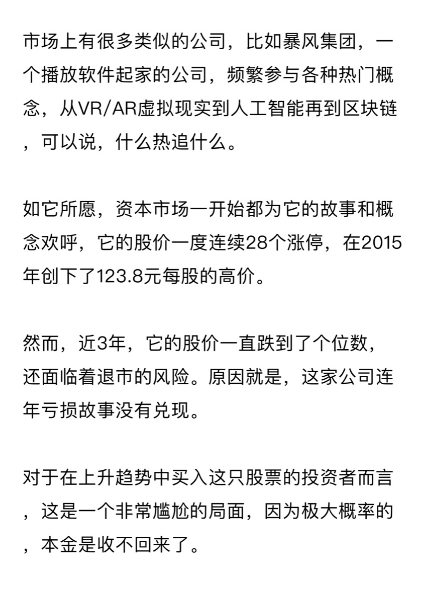 市场上有很多类似的公司，比如暴风集团，一
个播放软件起家的公司，频繁参与各种热门概
念，从VR/AR虚拟现实到人工智能再到区块链
，可以说，什么热追什么。
如它所愿，资本市场一开始都为它的故事和概
念欢呼，它的股价一度连续28个涨停，在2015
年创下了123.8元每股的高价。
然而，近3年，它的股价一直跌到了个位数，
还面临着退市的风险。原因就是，这家公司连
年亏损故事没有兑现。
对于在上升趋势中买入这只股票的投资者而言
，这是一个非常尴尬的局面，因为极大概率的
，本金是收不回来了。